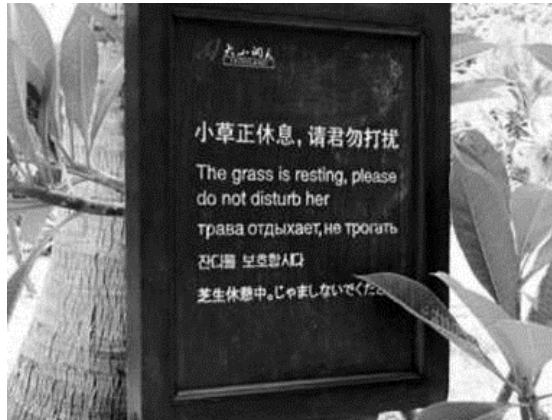 小草正休息，请君勿打扰
The grass is resting, please
do not disturb her
трава отдыхает, не трогать
잔디를 보호합시다
芝生休憩中。じゃましないでくだ